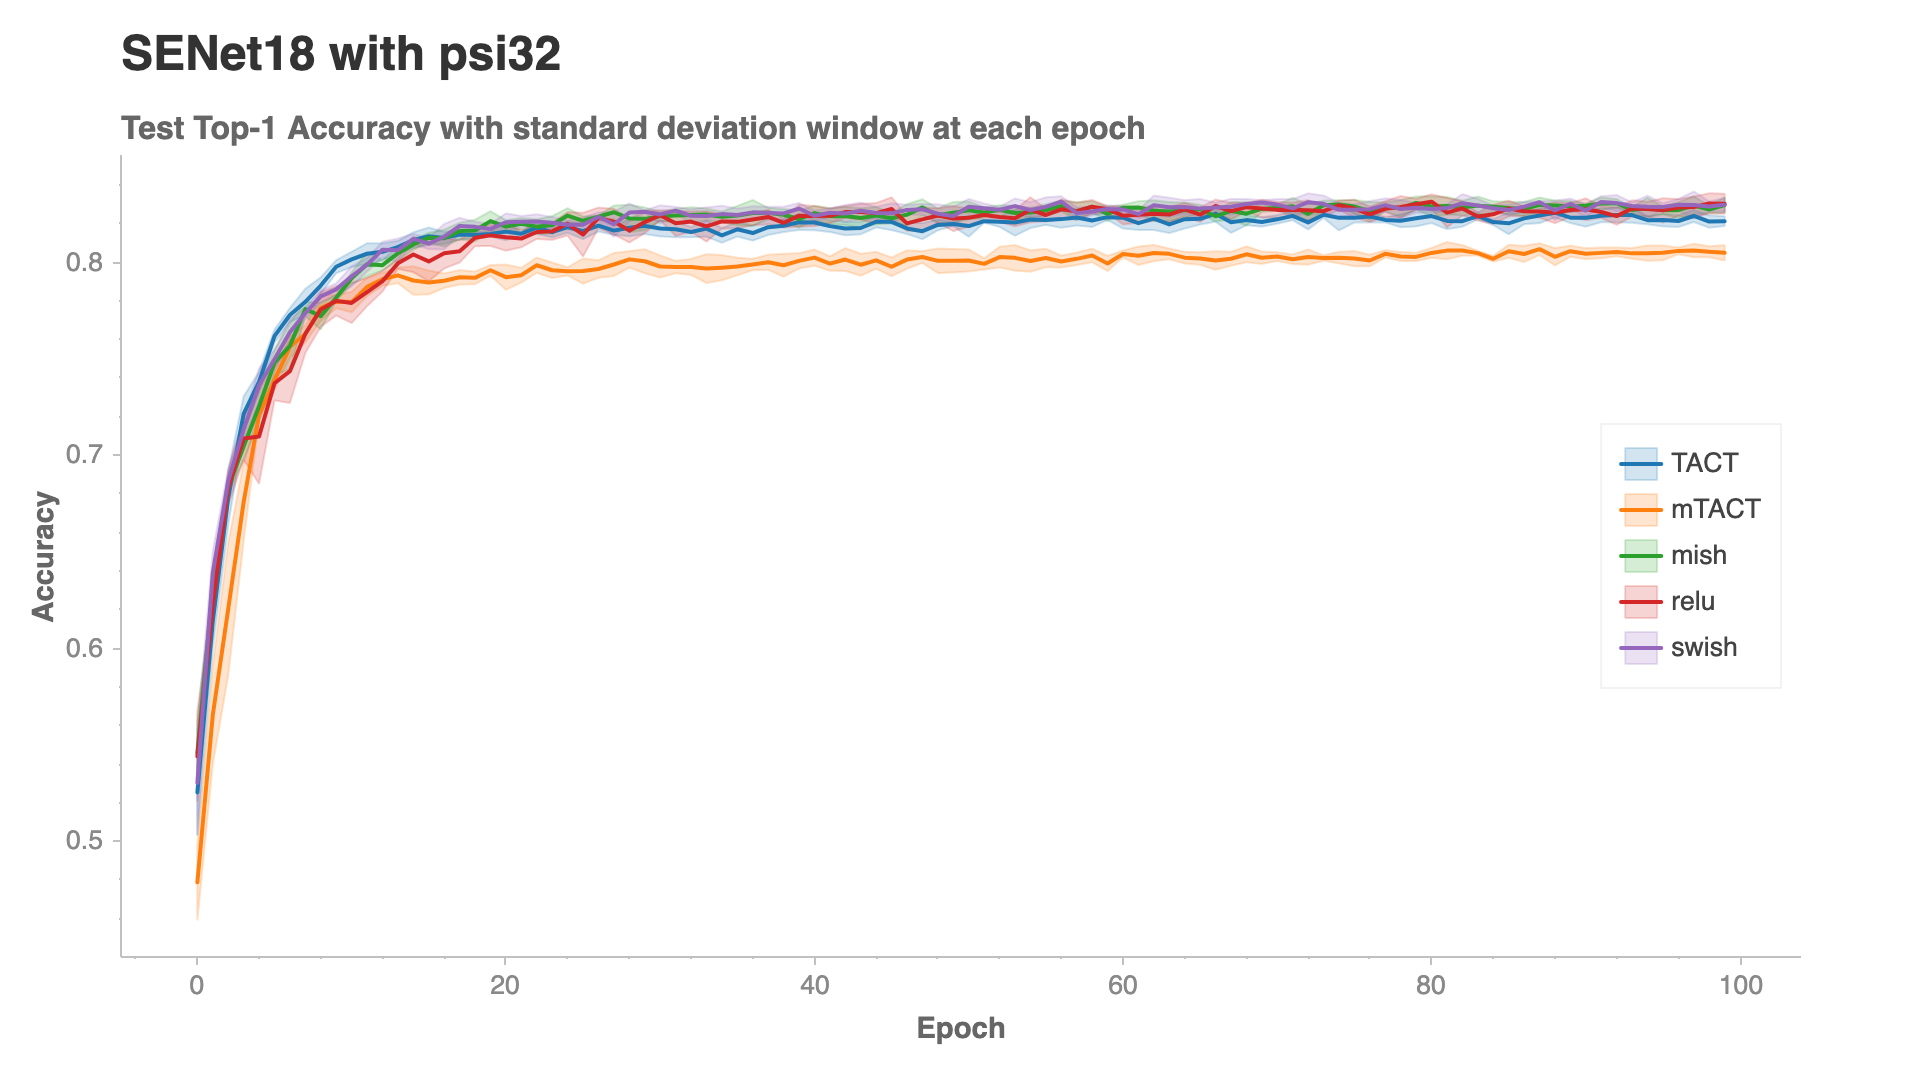 SENet18 with psi32
Test Top-1 Accuracy with standard deviation window at each epoch
Accuracy
0.8
0.7
0.6
0.5
0
20
40
60
80
100
Epoch
TACT
mTACT
mish
relu
swish